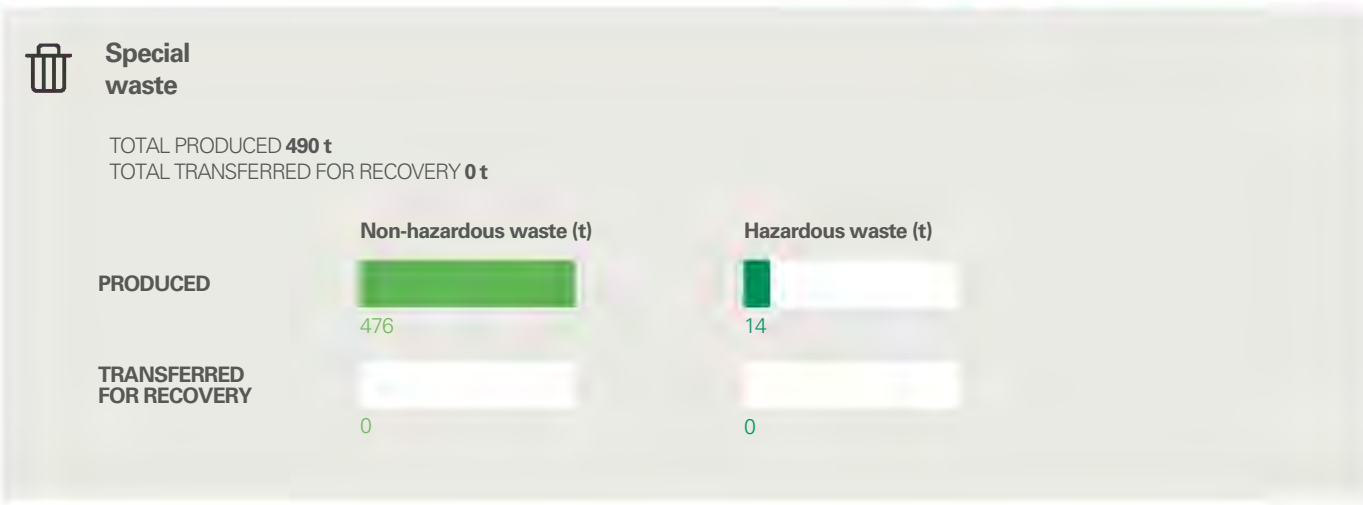 Special
waste
TOTAL PRODUCED 490 t
TOTAL TRANSFERRED FOR RECOVERY 0 t
Non-hazardous waste (t)
Hazardous waste (t)
PRODUCED
476
14
TRANSFERRED
FOR RECOVERY
0
0